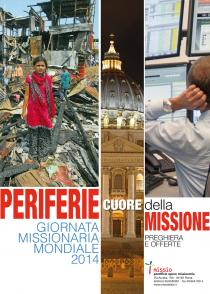 PERIFERIE CUORE della MISSIONE
GIORNATA
MISSIONARIA
MONDIALE
2014
PREGHIERA
E OFFERTE
missio